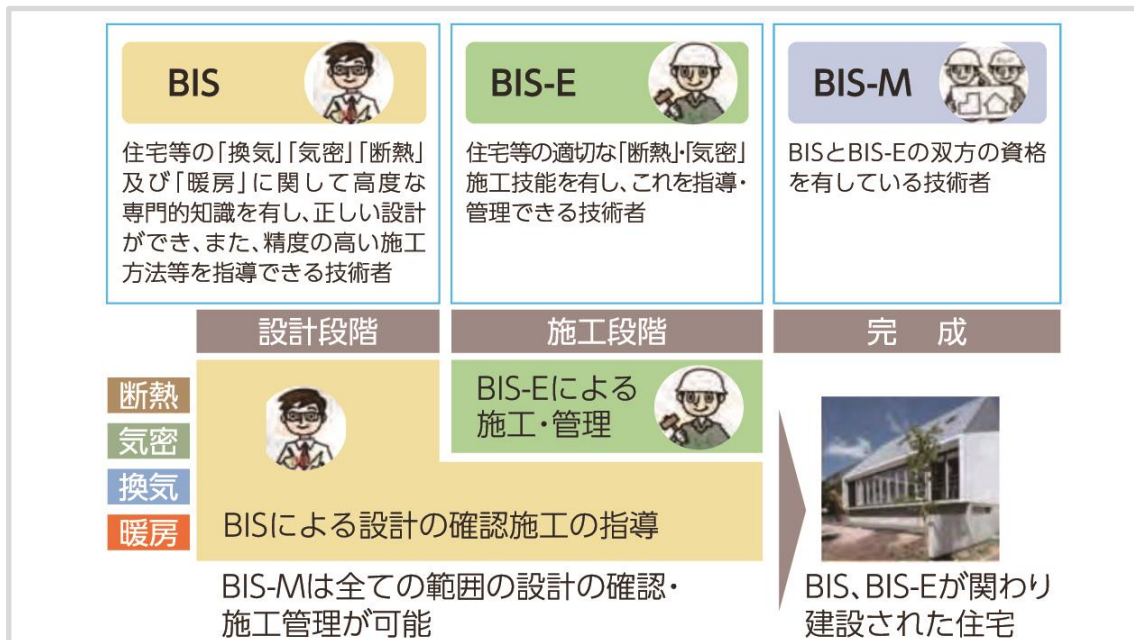 BIS
住宅等の「換気」「気密」「断熱」
及び「暖房」に関して高度な
専門的知識を有し、正しい設計
ができ、また、精度の高い施工
方法等を指導できる技術者
BIS-E
住宅等の適切な「断熱」・「気密」
施工技能を有し、これを指導・
管理できる技術者
BIS-M
BISとBIS-Eの双方の資格
を有している技術者
設計段階
施工段階
完 成
断熱
気密
換気
暖房
BIS-Eによる
施工・管理
BISによる設計の確認施工の指導
BIS-Mは全ての範囲の設計の確認・
施工管理が可能
BIS、BIS-Eが関わり
建設された住宅